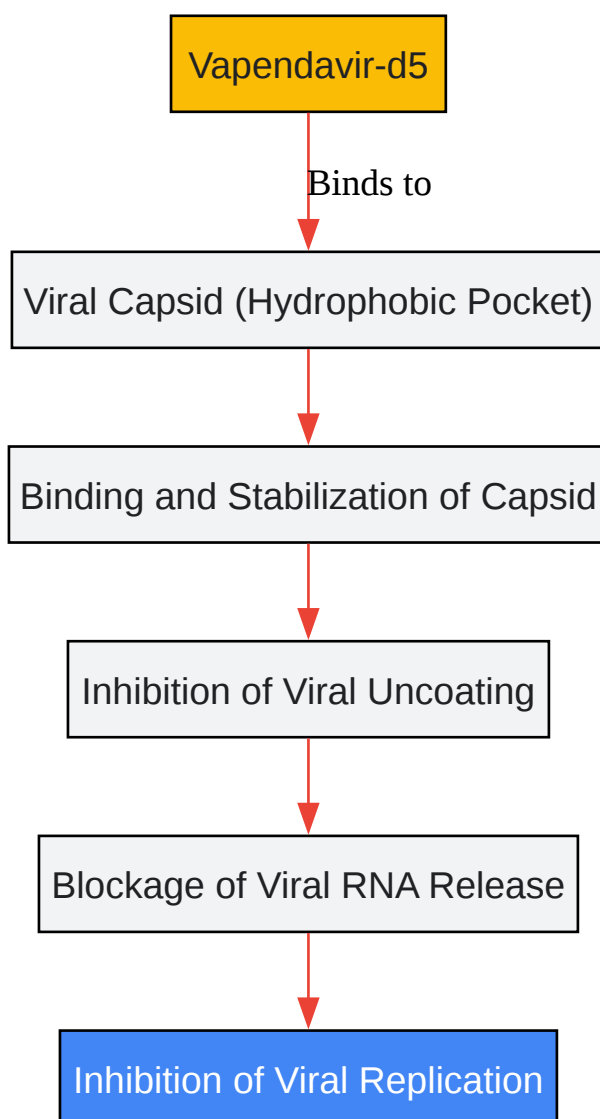 Vapendavir-d5
Binds to
Viral Capsid (Hydrophobic Pocket)
Binding and Stabilization of Capsid
Inhibition of Viral Uncoating
Blockage of Viral RNA Release
Inhibition of Viral Replication